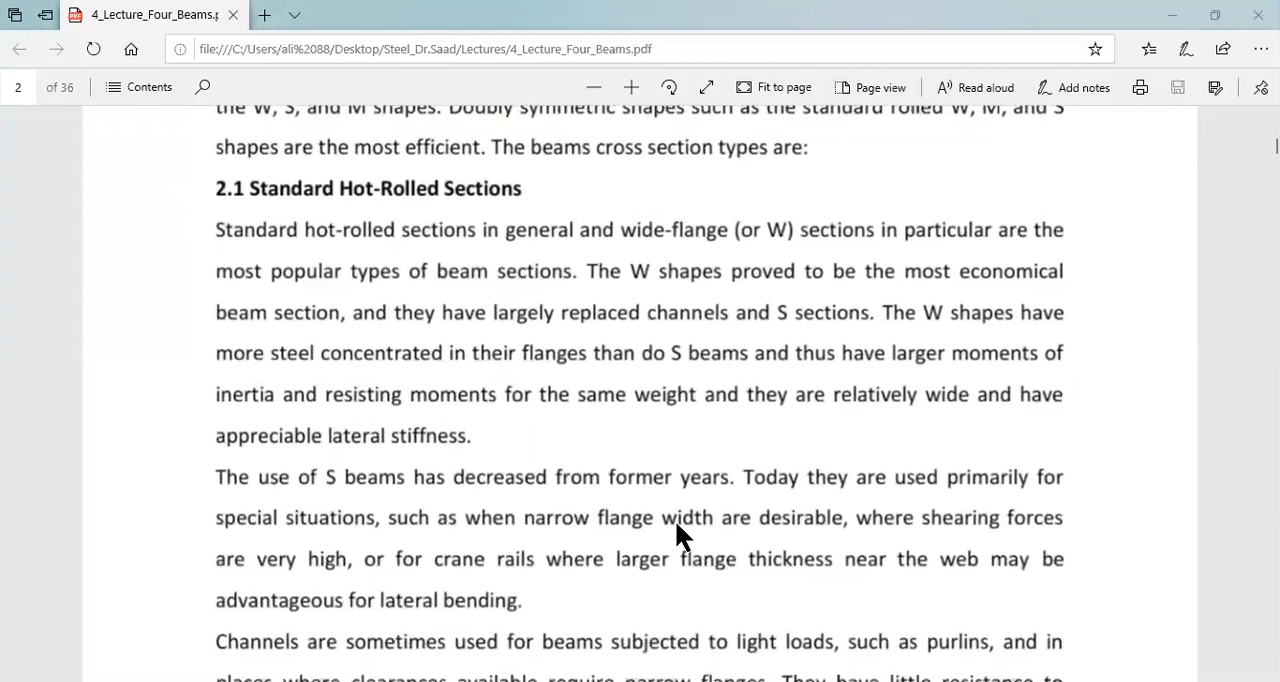 4_Lecture_Four_Beams.p
file:///C:/Users/ali%2088/Desktop/Steel_Dr.Saad/Lectures/4_Lecture_Four_Beams.pdf
2 of 36 Contents Fit to page Page view Read aloud Add notes
the W, S, and M shapes. Doubly symmetric shapes such as the standard rolled W, M, and S
shapes are the most efficient. The beams cross section types are:
2.1 Standard Hot-Rolled Sections
Standard hot-rolled sections in general and wide-flange (or W) sections in particular are the
most popular types of beam sections. The W shapes proved to be the most economical
beam section, and they have largely replaced channels and S sections. The W shapes have
more steel concentrated in their flanges than do S beams and thus have larger moments of
inertia and resisting moments for the same weight and they are relatively wide and have
appreciable lateral stiffness.
The use of S beams has decreased from former years. Today they are used primarily for
special situations, such as when narrow flange width are desirable, where shearing forces
are very high, or for crane rails where larger flange thickness near the web may be
advantageous for lateral bending.
Channels are sometimes used for beams subjected to light loads, such as purlins, and in
places where clearances available require narrow flanges. They have little resistance to